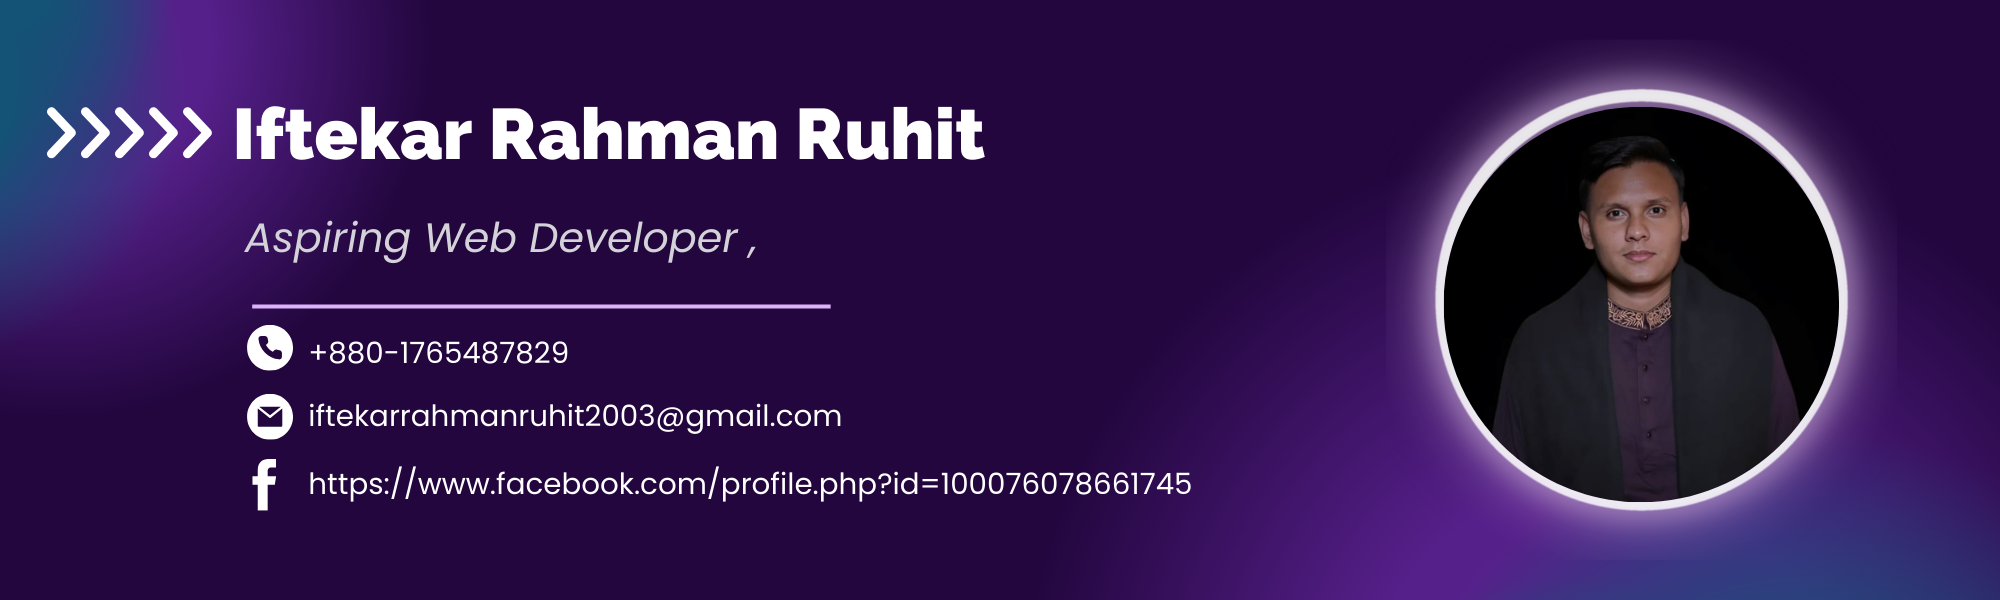 Iftekar Rahman Ruhit
Aspiring Web Developer ,
+880-1765487829
iftekarrahmanruhit2003@gmail.com
https://www.facebook.com/profile.php?id=100076078661745